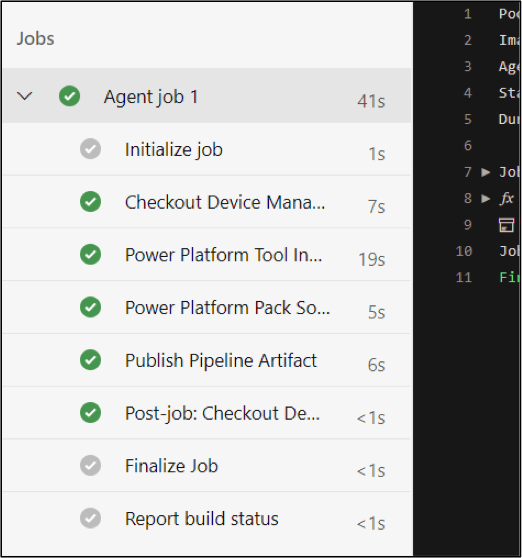 Jobs
Agent job 1 41s
Initialize job 1s
Checkout Device Mana... 7s
Power Platform Tool In... 19s
Power Platform Pack So... 5s
Publish Pipeline Artifact 6s
Post-job: Checkout De... <1s
Finalize Job <1s
Report build status <1s
1 Poo
2 Ima
3 Age
4 Sta
5 Dur
6
7 Job
8 fx
9
10 Job
11 Fin